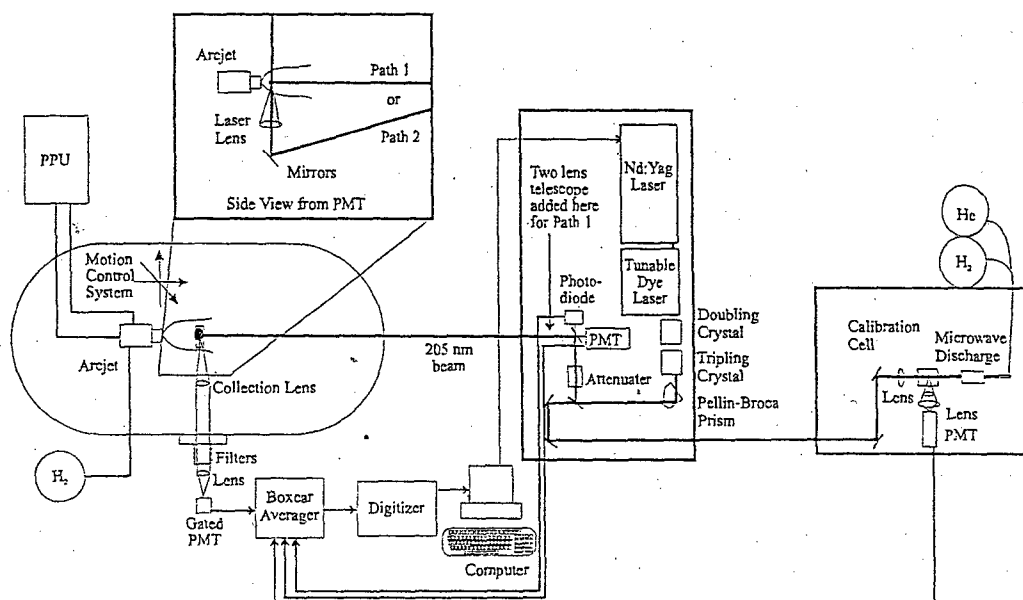 Arcjet
Path 1
or
Laser
Lens
Path 2
Mirrors
Side View from PMT
PPU
Motion
Control
System
Arcjet
H₂
Collection Lens
Filters
Lens
Gated
PMT
Boxcar
Averager
Digitizer
Computer
205 nm
beam
Two lens
telescope
added here
for Path 1
Nd:Yag
Laser
Tunable
Dye
Laser
Photo-
diode
PMT
Attenuater
Doubling
Crystal
Tripling
Crystal
Pellin-Broca
Prism
He
H₂
Calibration
Cell
Microwave
Discharge
Lens
Lens
PMT